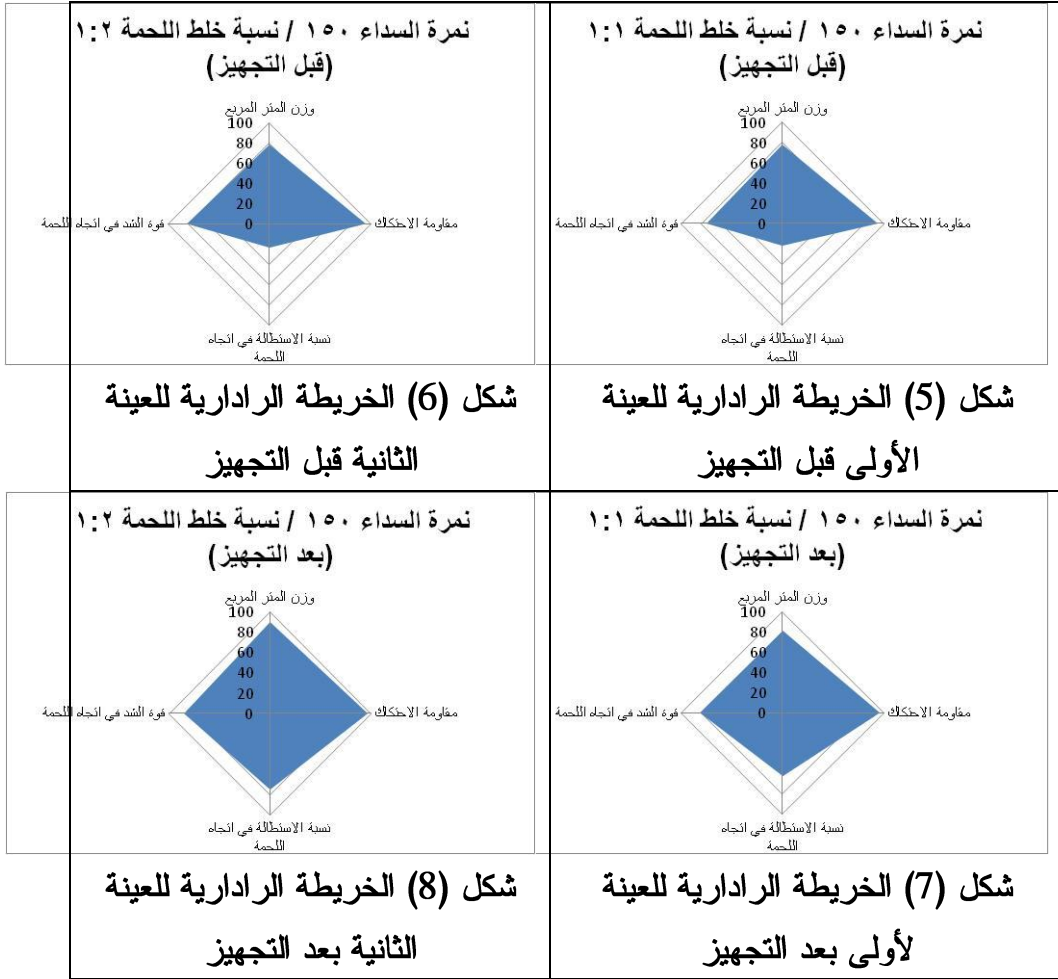 نمرة السداء ١٥٠ / نسبة خلط اللحمة ١:١
(قبل التجهيز)
وزن المتر المربع
100
80
60
40
20
0
مقاومة الاحتكاك
قوة الشد في اتجاه اللحمة
نسبة الاستطالة في اتجاه
اللحمة
شكل (5) الخريطة الرادارية للعينة
الأولى قبل التجهيز
نمرة السداء ١٥٠ / نسبة خلط اللحمة ١:٢
(قبل التجهيز)
وزن المتر المربع
100
80
60
40
20
0
مقاومة الاحتكاك
قوة الشد في اتجاه اللحمة
نسبة الاستطالة في اتجاه
اللحمة
شكل (6) الخريطة الرادارية للعينة
الثانية قبل التجهيز
نمرة السداء ١٥٠ / نسبة خلط اللحمة ١:١
(بعد التجهيز)
وزن المتر المربع
100
80
60
40
20
0
مقاومة الاحتكاك
قوة الشد في اتجاه اللحمة
نسبة الاستطالة في اتجاه
اللحمة
شكل (7) الخريطة الرادارية للعينة
لأولى بعد التجهيز
نمرة السداء ١٥٠ / نسبة خلط اللحمة ١:٢
(بعد التجهيز)
وزن المتر المربع
100
80
60
40
20
0
مقاومة الاحتكاك
قوة الشد في اتجاه اللحمة
نسبة الاستطالة في اتجاه
اللحمة
شكل (8) الخريطة الرادارية للعينة
الثانية بعد التجهيز